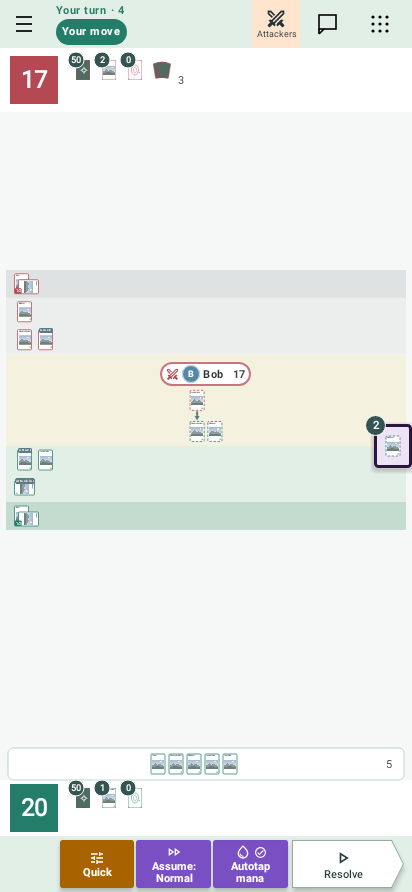 Your turn · 4
Your move
Attackers
17
50
2
0
3
B Bob 17
2
5
20
50
1
0
Quick
Assume:
Normal
Autotap
mana
Resolve